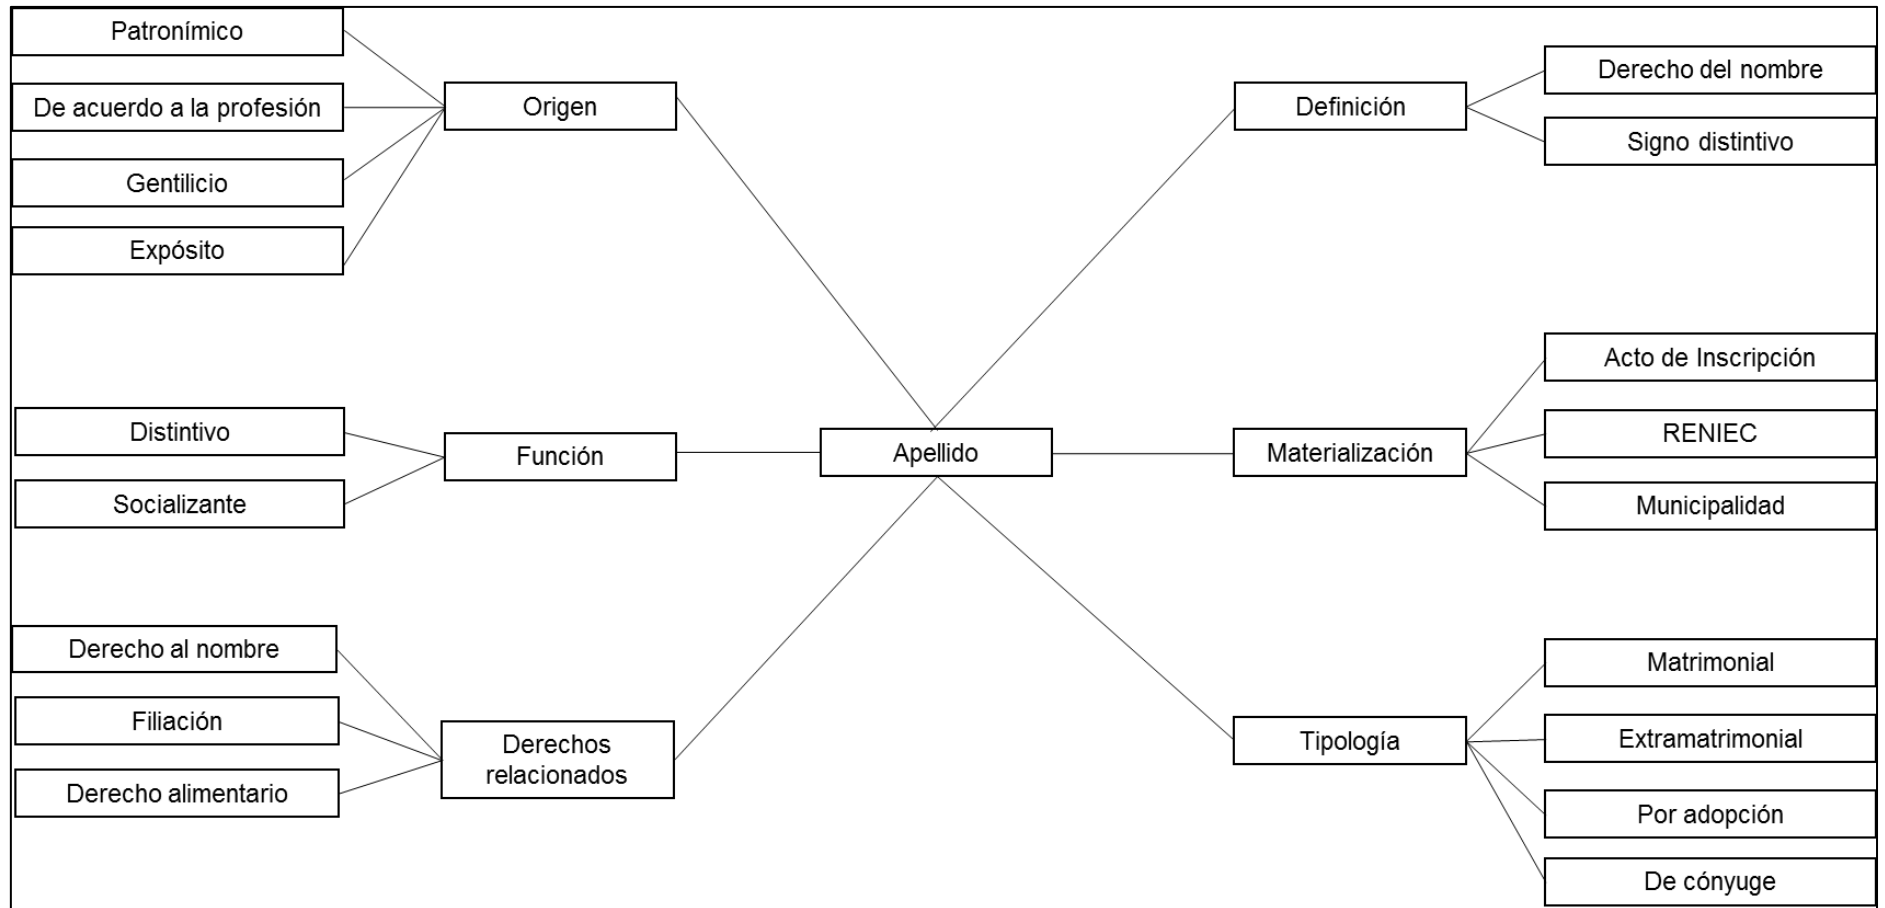 Patronímico
De acuerdo a la profesión
Gentilicio
Expósito
Origen
Distintivo
Socializante
Función
Derecho al nombre
Filiación
Derecho alimentario
Derechos
relacionados
Apellido
Definición
Derecho del nombre
Signo distintivo
Materialización
Acto de Inscripción
RENIEC
Municipalidad
Tipología
Matrimonial
Extramatrimonial
Por adopción
De cónyuge